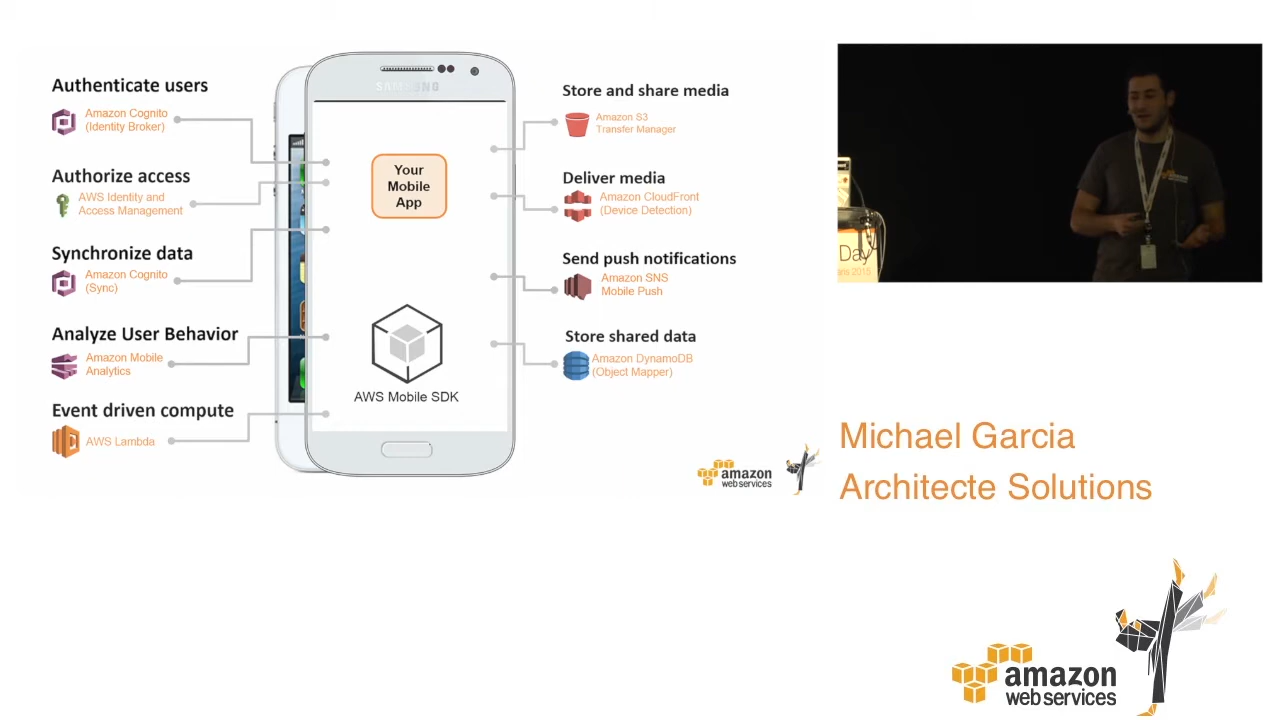 Authenticate users
Amazon Cognito
(Identity Broker)
Authorize access
AWS Identity and
Access Management
Synchronize data
Amazon Cognito
(Sync)
Analyze User Behavior
Amazon Mobile
Analytics
Event driven compute
AWS Lambda
SAMSUNG
Your
Mobile
App
AWS Mobile SDK
Store and share media
Amazon S3
Transfer Manager
Deliver media
Amazon CloudFront
(Device Detection)
Send push notifications
Amazon SNS
Mobile Push
Store shared data
Amazon DynamoDB
(Object Mapper)
amazon
web services
Day
2015
Michael Garcia
Architecte Solutions
amazon
web services